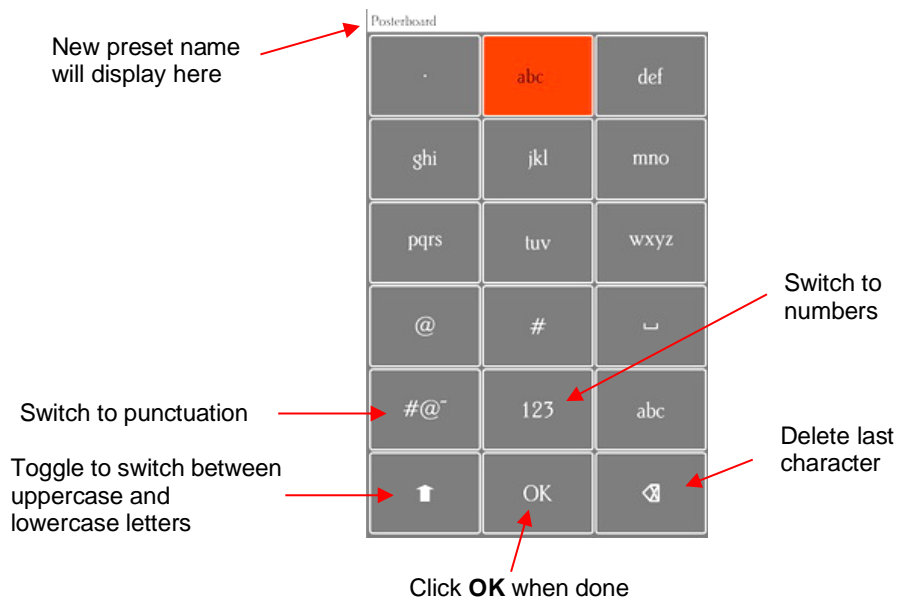 Posterboard
New preset name
will display here
. abc def
ghi jkl mno
pqrs tuv wxyz
Switch to
numbers
@ # ⌴
Switch to punctuation
#@~ 123 abc
Delete last
character
Toggle to switch between
uppercase and
lowercase letters
OK
Click OK when done